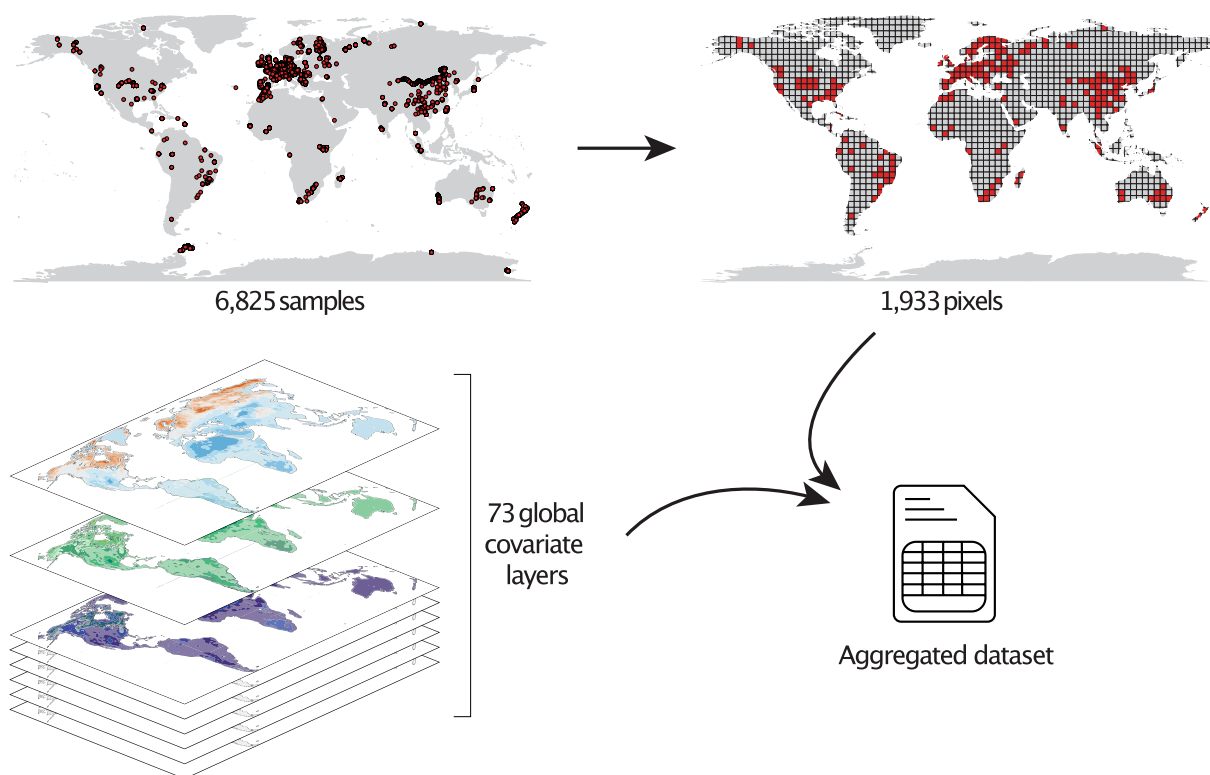 6,825 samples
1,933 pixels
73 global
covariate
layers
Aggregated dataset